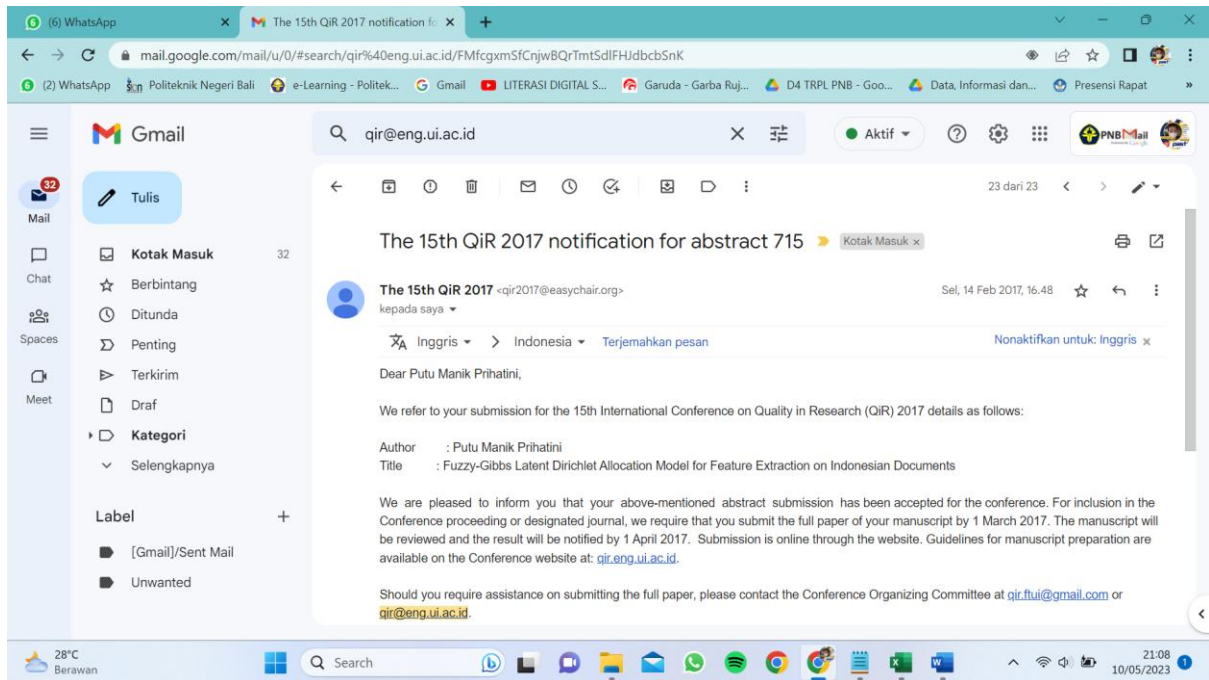 (6) WhatsApp
The 15th QiR 2017 notification fo
mail.google.com/mail/u/0/#search/qir%40eng.ui.ac.id/FMfcgxmSfCnjwBQrTmtSdlFHJdbcbSnK
(2) WhatsApp
Politeknik Negeri Bali
e-Learning - Politek...
Gmail
LITERASI DIGITAL S...
Garuda - Garba Ruj...
D4 TRPL PNB - Goo...
Data, Informasi dan...
Presensi Rapat
»
Gmail
qir@eng.ui.ac.id
Aktif
PNBMail
32
Mail
Chat
Spaces
Meet
Tulis
Kotak Masuk 32
Berbintang
Ditunda
Penting
Terkirim
Draf
Kategori
Selengkapnya
Label +
[Gmail]/Sent Mail
Unwanted
23 dari 23
The 15th QiR 2017 notification for abstract 715
Kotak Masuk x
The 15th QiR 2017 <qir2017@easychair.org>
Sel, 14 Feb 2017, 16.48
kepada saya
Inggris > Indonesia Terjemahkan pesan
Nonaktifkan untuk: Inggris x
Dear Putu Manik Prihatini,
We refer to your submission for the 15th International Conference on Quality in Research (QiR) 2017 details as follows:
Author : Putu Manik Prihatini
Title : Fuzzy-Gibbs Latent Dirichlet Allocation Model for Feature Extraction on Indonesian Documents
We are pleased to inform you that your above-mentioned abstract submission has been accepted for the conference. For inclusion in the
Conference proceeding or designated journal, we require that you submit the full paper of your manuscript by 1 March 2017. The manuscript will
be reviewed and the result will be notified by 1 April 2017. Submission is online through the website. Guidelines for manuscript preparation are
available on the Conference website at: qir.eng.ui.ac.id.
Should you require assistance on submitting the full paper, please contact the Conference Organizing Committee at qir.ftui@gmail.com or
qir@eng.ui.ac.id.
28°C
Berawan
Search
21:08
10/05/2023
1